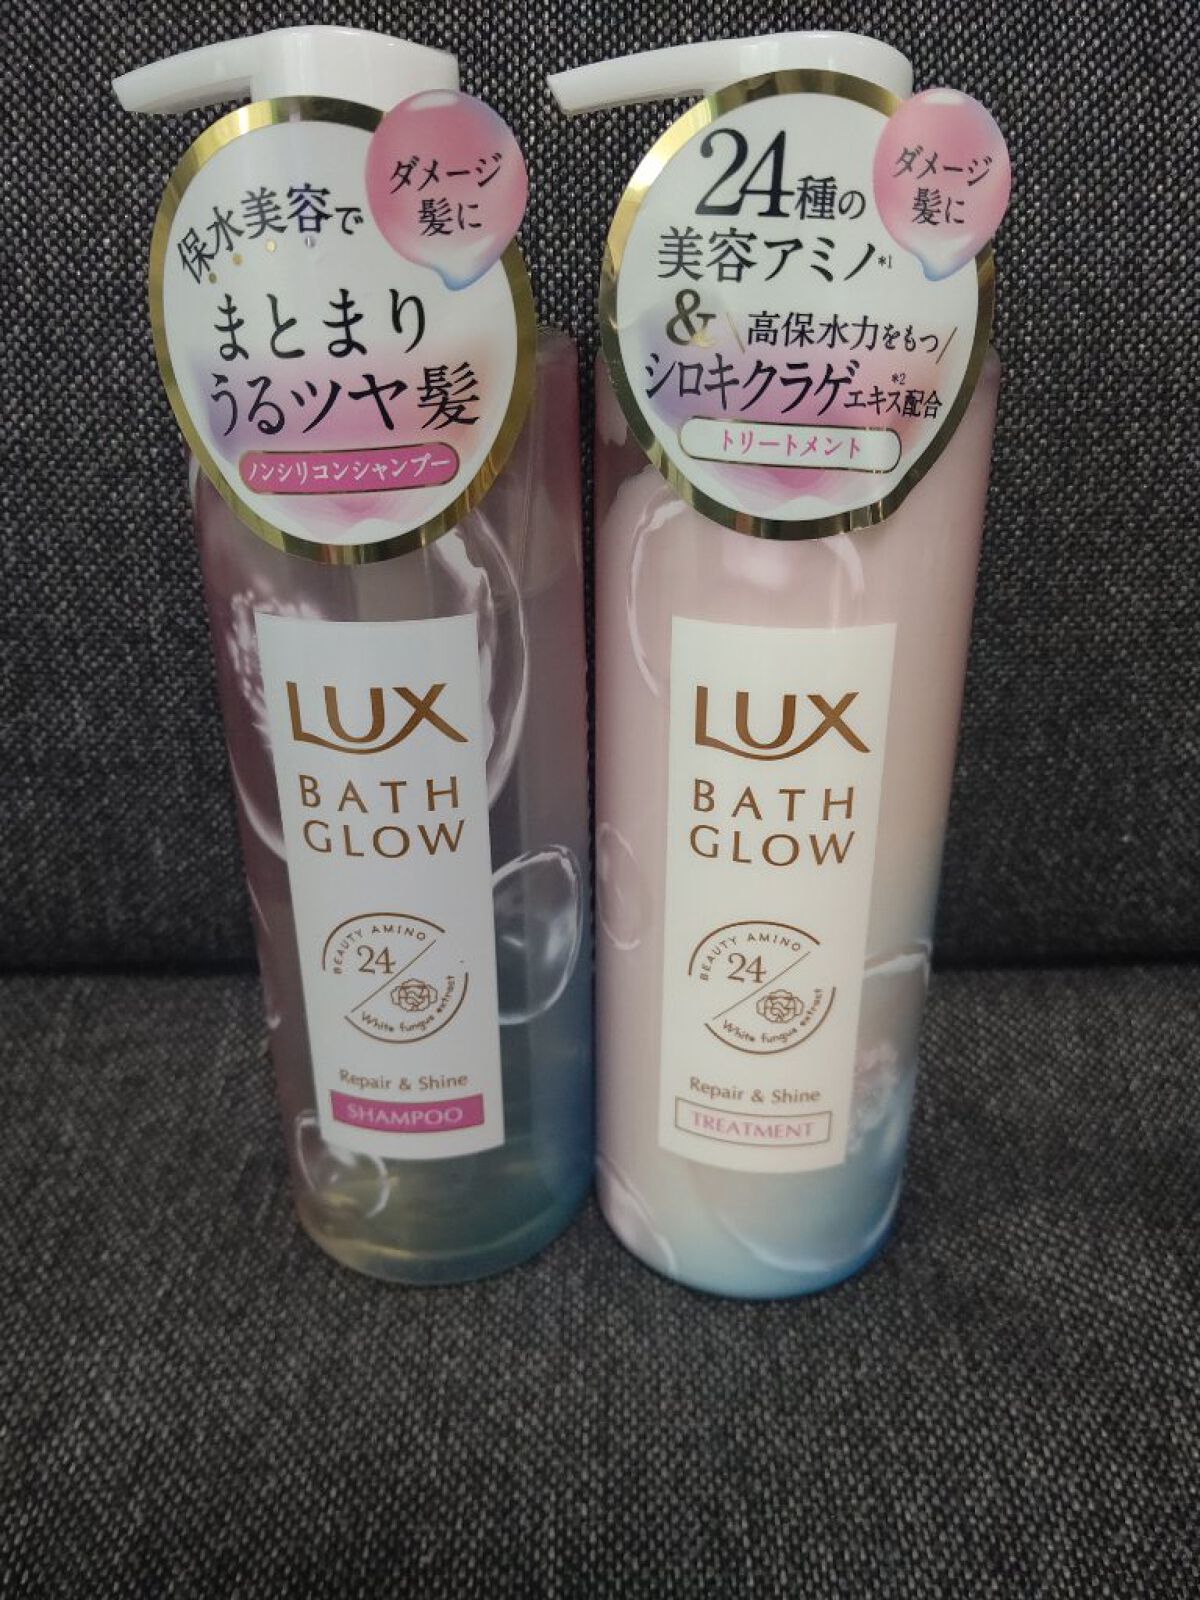 保水美容で
まとまり
うるツヤ髪
ノンシリコンシャンプー
ダメージ
髪に
LUX
BATH
GLOW
BEAUTY AMINO
24
White fungus extract
Repair & Shine
SHAMPOO
24種の
美容アミノ*1
&\高保水力をもつ/
シロキクラゲエキス配合*2
トリートメント
ダメージ
髪に
LUX
BATH
GLOW
BEAUTY AMINO
24
White fungus extract
Repair & Shine
TREATMENT